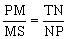 PM/MS = TN/NP